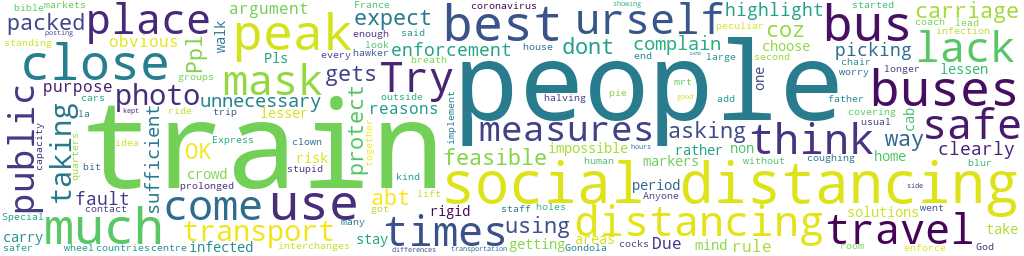 bible markets packed place peak argument France coronavirus best urself highlight coz started carriage
standing posting obvious walk Ppl expect enough said hawker every look breath enforcement dont complain choose peculiar second bus coach lead infection lack
close mask Pls gets Try house end large one picking chair worry longer lessen
purpose photo unnecessary groups reasons outside halving pie people mrt good add father buses
public capacity taking cars la trip ride lesser protect together implement measures asking think covering usual cab safe
quarters bit idea sufficient train OK Express clown risk stupid crowd feasible impossible human rather non markers without coughing home way clearly
fault kept prolonged contact come use kind abt lift social distancing period Anyone blur side
much Special carry safer wheel countries centre transport infected interchanges many differences got stay times rigid staff holes using getting transportation cocks Gondola areas Due distancing hours mind showing rule room solutions went enforce travel take God see